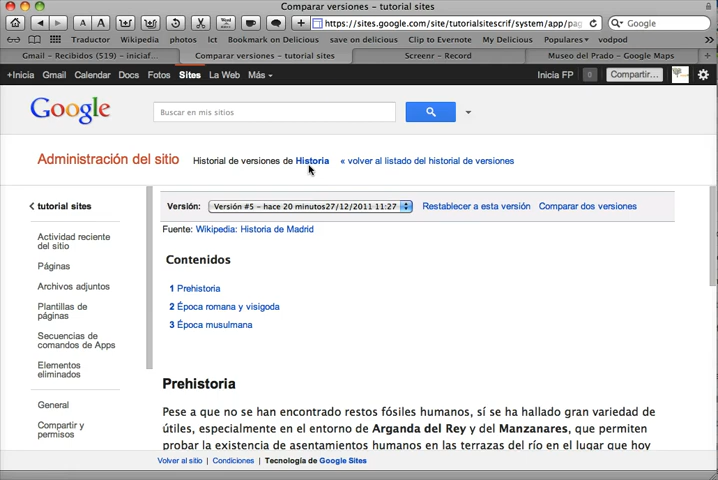 Comparar versiones – tutorial sites
https://sites.google.com/site/tutorialsitescrif/system/app/pag
Google
Traductor Wikipedia photos lct Bookmark on Delicious save on delicious Clip to Evernote My Delicious Populares vodpod
Gmail – Recibidos (519) – iniciaf...
Comparar versiones – tutorial sites
Screenr – Record
Museo del Prado – Google Maps
+Inicia Gmail Calendar Docs Fotos Sites La Web Más
Inicia FP 0 Compartir...
Google
Buscar en mis sitios
Administración del sitio
Historial de versiones de Historia
« volver al listado del historial de versiones
tutorial sites
Actividad reciente
del sitio
Páginas
Archivos adjuntos
Plantillas de
páginas
Secuencias de
comandos de Apps
Elementos
eliminados
General
Compartir y
permisos
Versión: Versión #5 – hace 20 minutos27/12/2011 11:27 Restablecer a esta versión Comparar dos versiones
Fuente: Wikipedia: Historia de Madrid
Contenidos
1 Prehistoria
2 Época romana y visigoda
3 Época musulmana
Prehistoria
Pese a que no se han encontrado restos fósiles humanos, sí se ha hallado gran variedad de
útiles, especialmente en el entorno de Arganda del Rey y del Manzanares, que permiten
probar la existencia de asentamientos humanos en las terrazas del río en el lugar que hoy
Volver al sitio | Condiciones | Tecnología de Google Sites